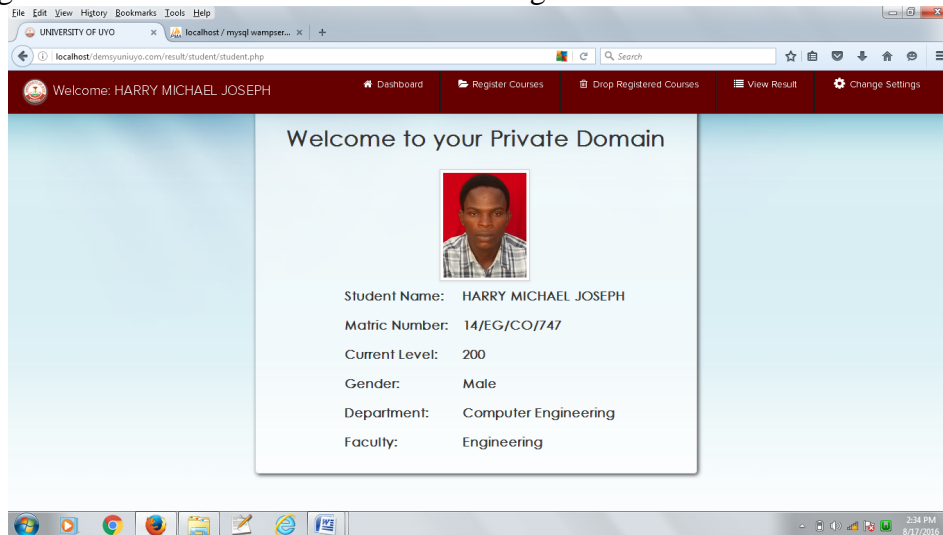 File Edit View History Bookmarks Tools Help
UNIVERSITY OF UYO × localhost / mysql wampser... × +
localhost/demsyuniuyo.com/result/student/student.php Search
Welcome: HARRY MICHAEL JOSEPH Dashboard Register Courses Drop Registered Courses View Result Change Settings
Welcome to your Private Domain
Student Name: HARRY MICHAEL JOSEPH
Matric Number: 14/EG/CO/747
Current Level: 200
Gender: Male
Department: Computer Engineering
Faculty: Engineering
2:34 PM
8/17/2016